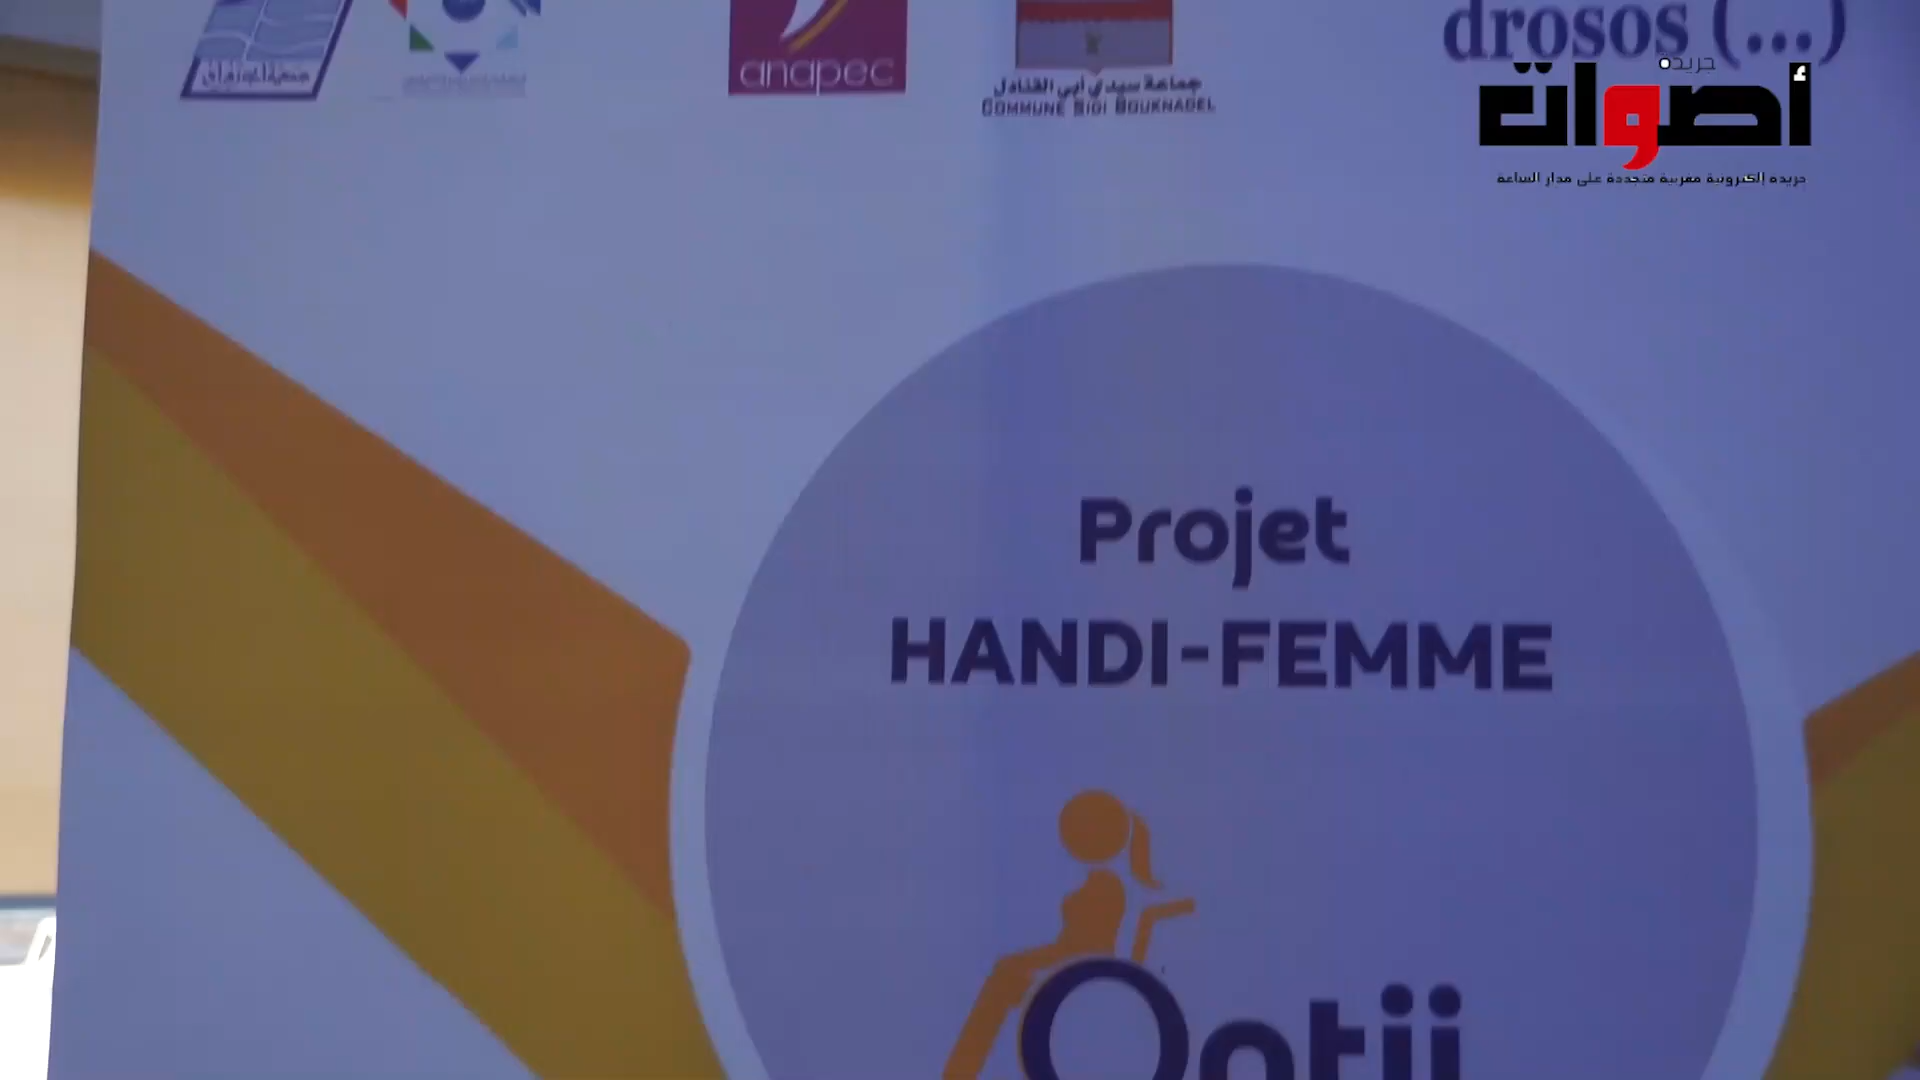 anapec
جماعة سيدي أبي القنادل
COMMUNE SIDI BOUKNADEL
drosos (...)
جريدة
أصوات
جريدة إلكترونية مغربية متجددة على مدار الساعة
Projet
HANDI-FEMME